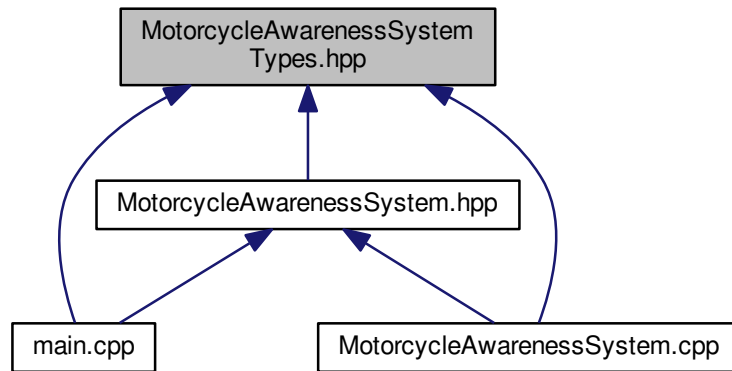 MotorcycleAwarenessSystem
Types.hpp
MotorcycleAwarenessSystem.hpp
main.cpp
MotorcycleAwarenessSystem.cpp